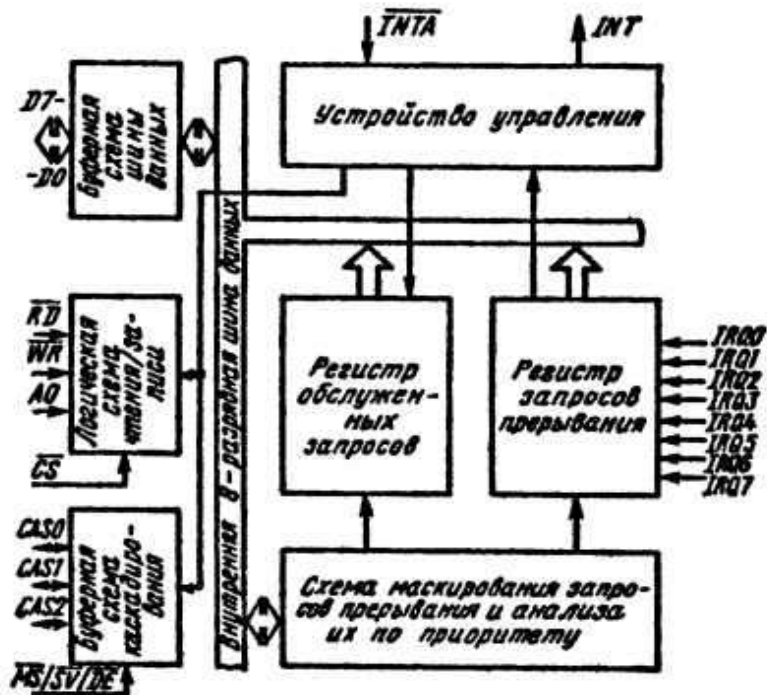 INTA
INT
Устройство управления
D7-
-D0
Буферная
схема
шины
данных
Внутренняя 8-разрядная шина данных
RD
WR
A0
CS
Логическая
схема
чтения/за-
писи
Регистр
обслужен-
ных
запросов
Регистр
запросов
прерывания
IRQ0
IRQ1
IRQ2
IRQ3
IRQ4
IRQ5
IRQ6
IRQ7
CAS0
CAS1
CAS2
MS/SV/DE
Буферная
схема
каскадиро-
вания
Схема маскирования запро-
сов прерывания и анализа
их по приоритету